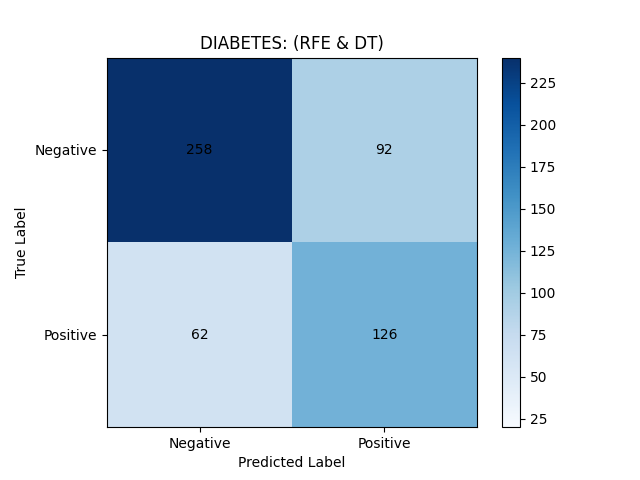 DIABETES: (RFE & DT)
Negative
258
92
Positive
62
126
Negative
Positive
Predicted Label
True Label
225
200
175
150
125
100
75
50
25